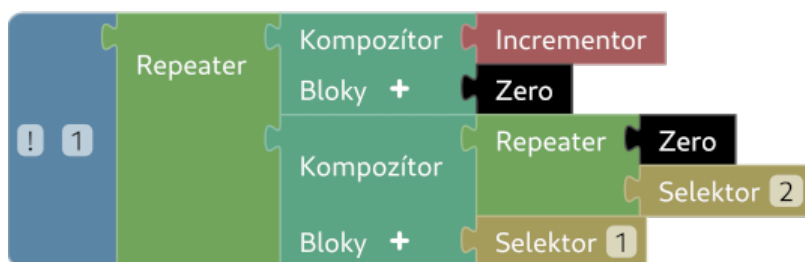 Kompozítor Incrementor
Repeater
Bloky + Zero
! 1
Repeater Zero
Kompozítor
Selektor 2
Bloky + Selektor 1